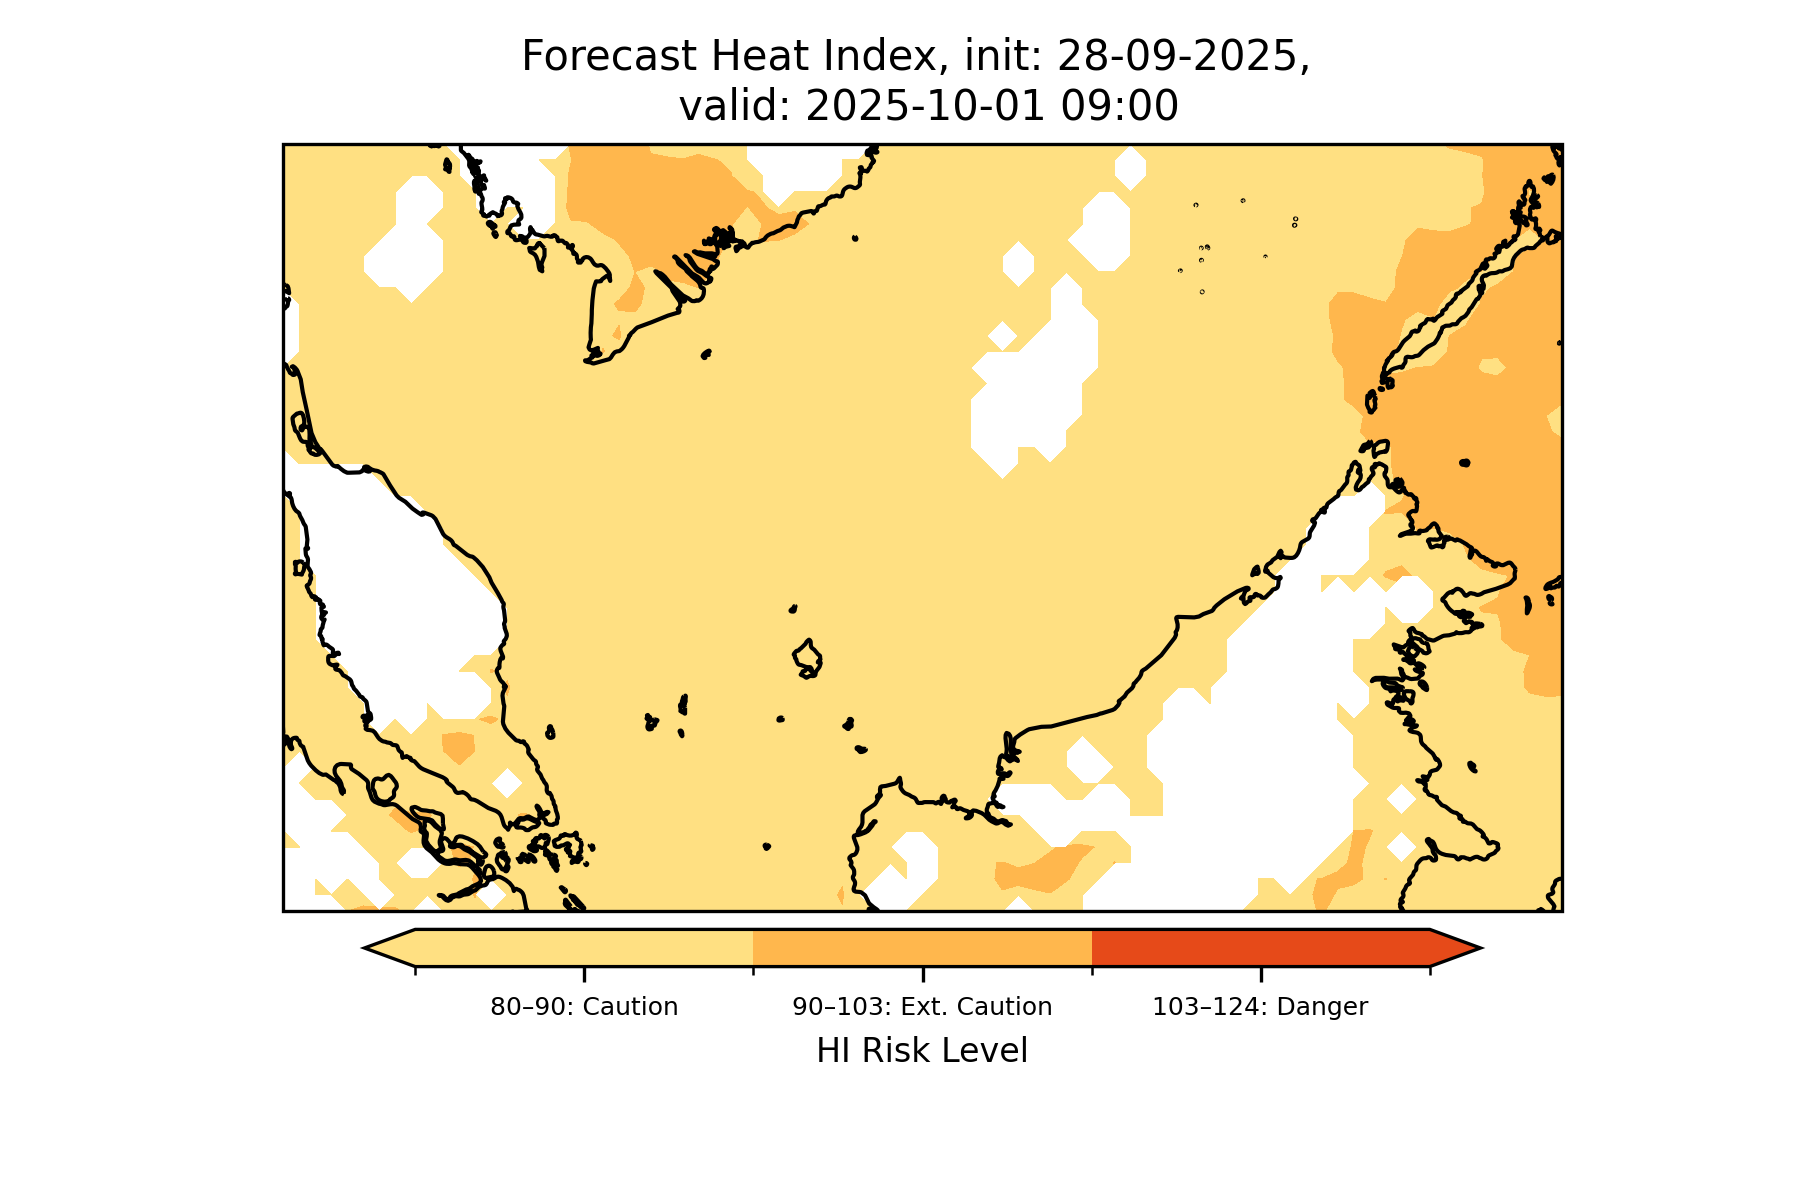 Forecast Heat Index, init: 28-09-2025,
valid: 2025-10-01 09:00
80–90: Caution
90–103: Ext. Caution
103–124: Danger
HI Risk Level